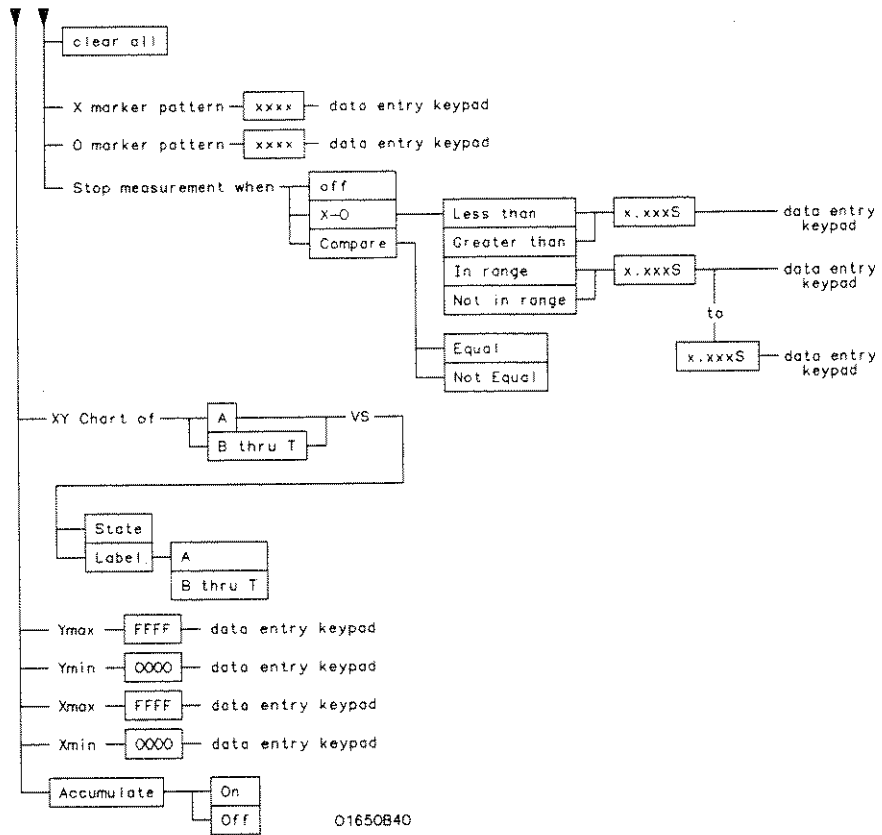 clear all
X marker pattern xxxx data entry keypad
O marker pattern xxxx data entry keypad
Stop measurement when off
X-O Less than x.xxxS data entry keypad
Compare Greater than
In range x.xxxS data entry keypad
Not in range
to
Equal x.xxxS data entry keypad
Not Equal
XY Chart of A VS
B thru T
State
Label A
B thru T
Ymax FFFF data entry keypad
Ymin 0000 data entry keypad
Xmax FFFF data entry keypad
Xmin 0000 data entry keypad
Accumulate On
Off 01650B40